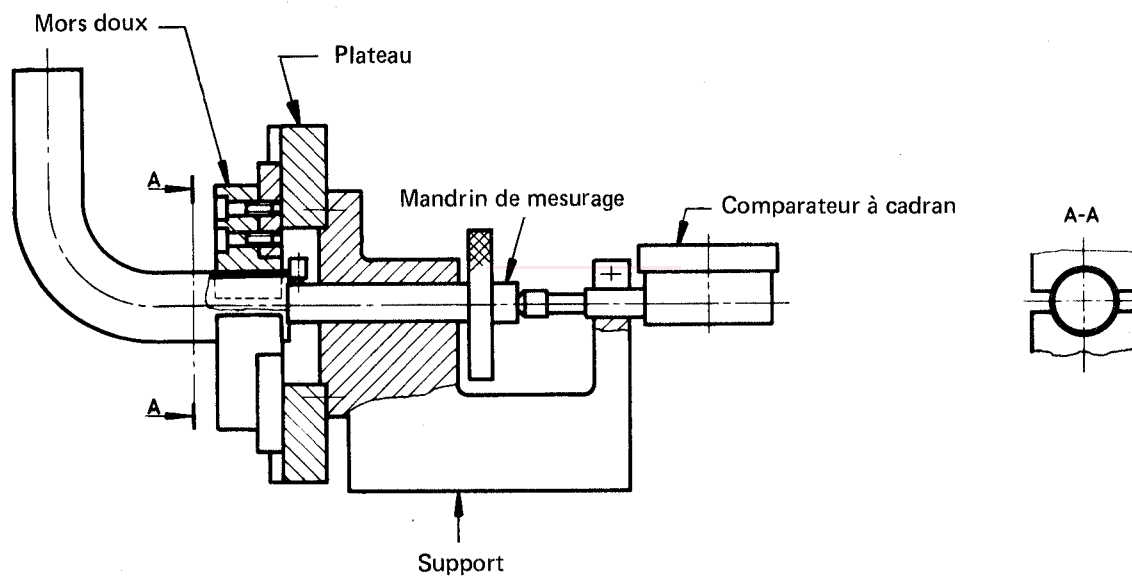 Mors doux
Plateau
A
Mandrin de mesurage
Comparateur à cadran
A-A
A
Support